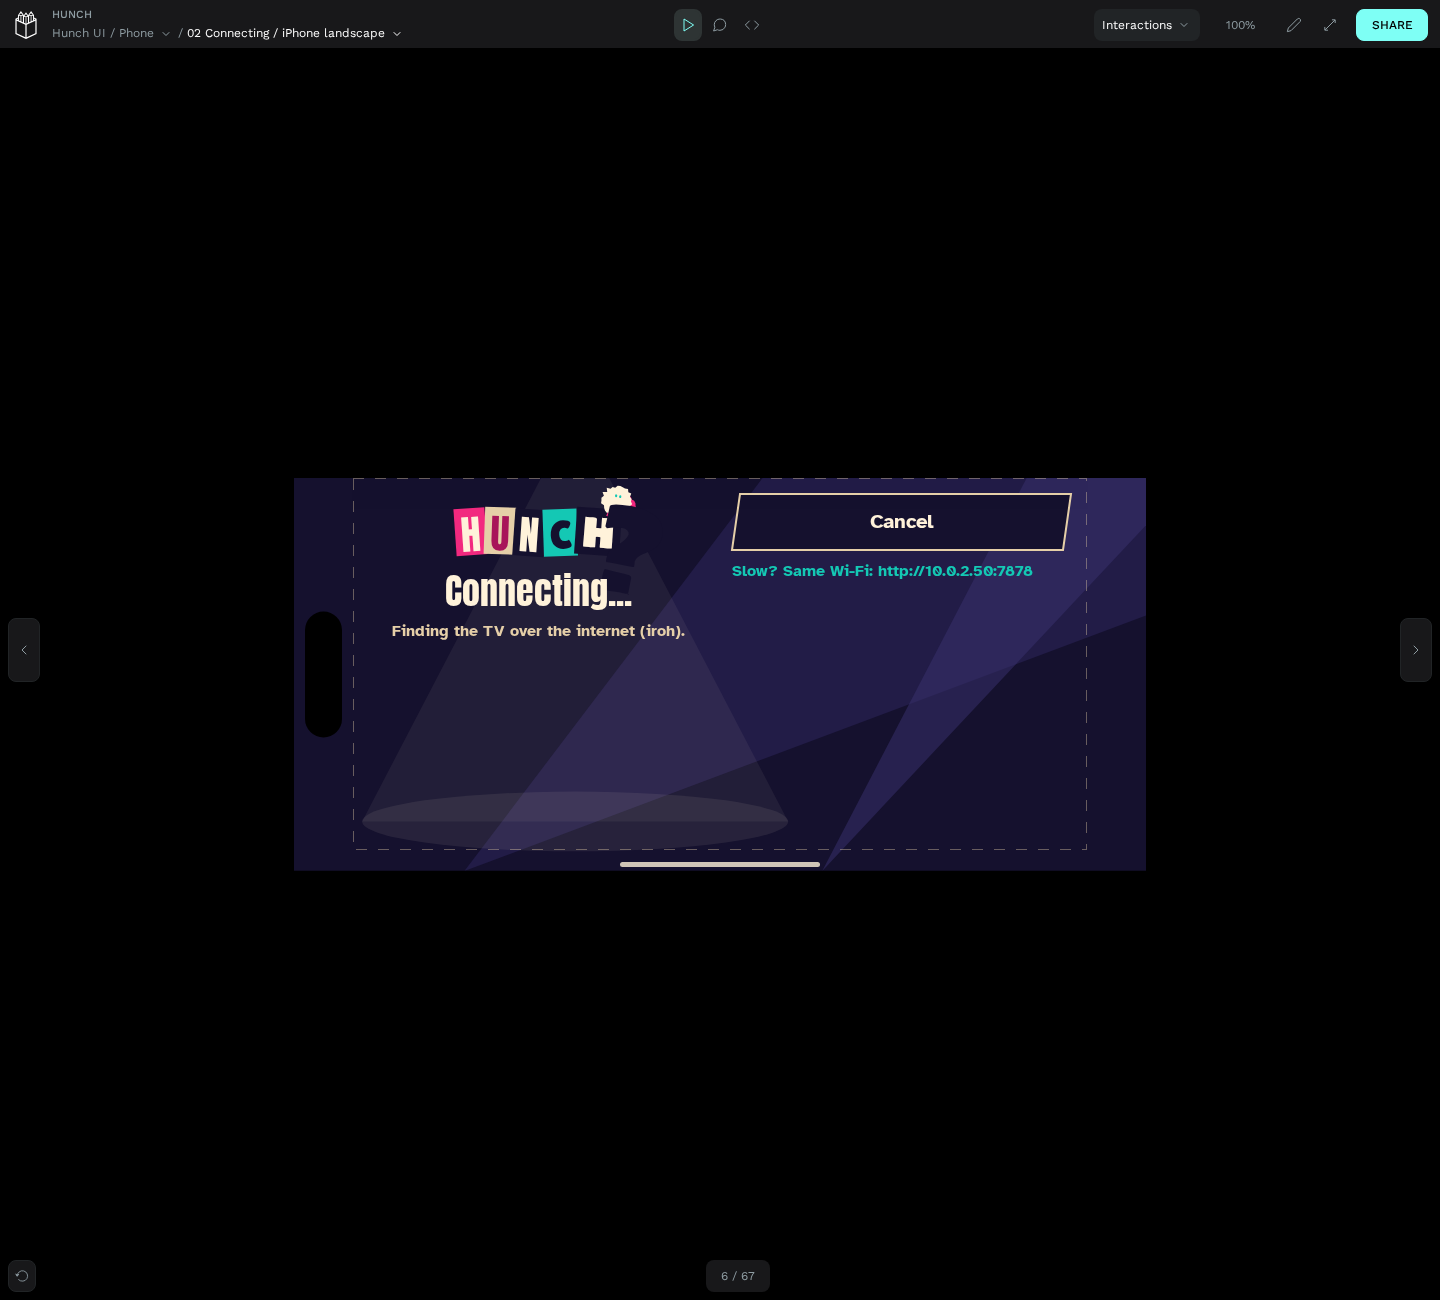 HUNCH
Hunch UI / Phone / 02 Connecting / iPhone landscape
Interactions
100%
SHARE
HUNCH
Connecting...
Finding the TV over the internet (iroh).
Cancel
Slow? Same Wi-Fi: http://10.0.2.50:7878
6 / 67